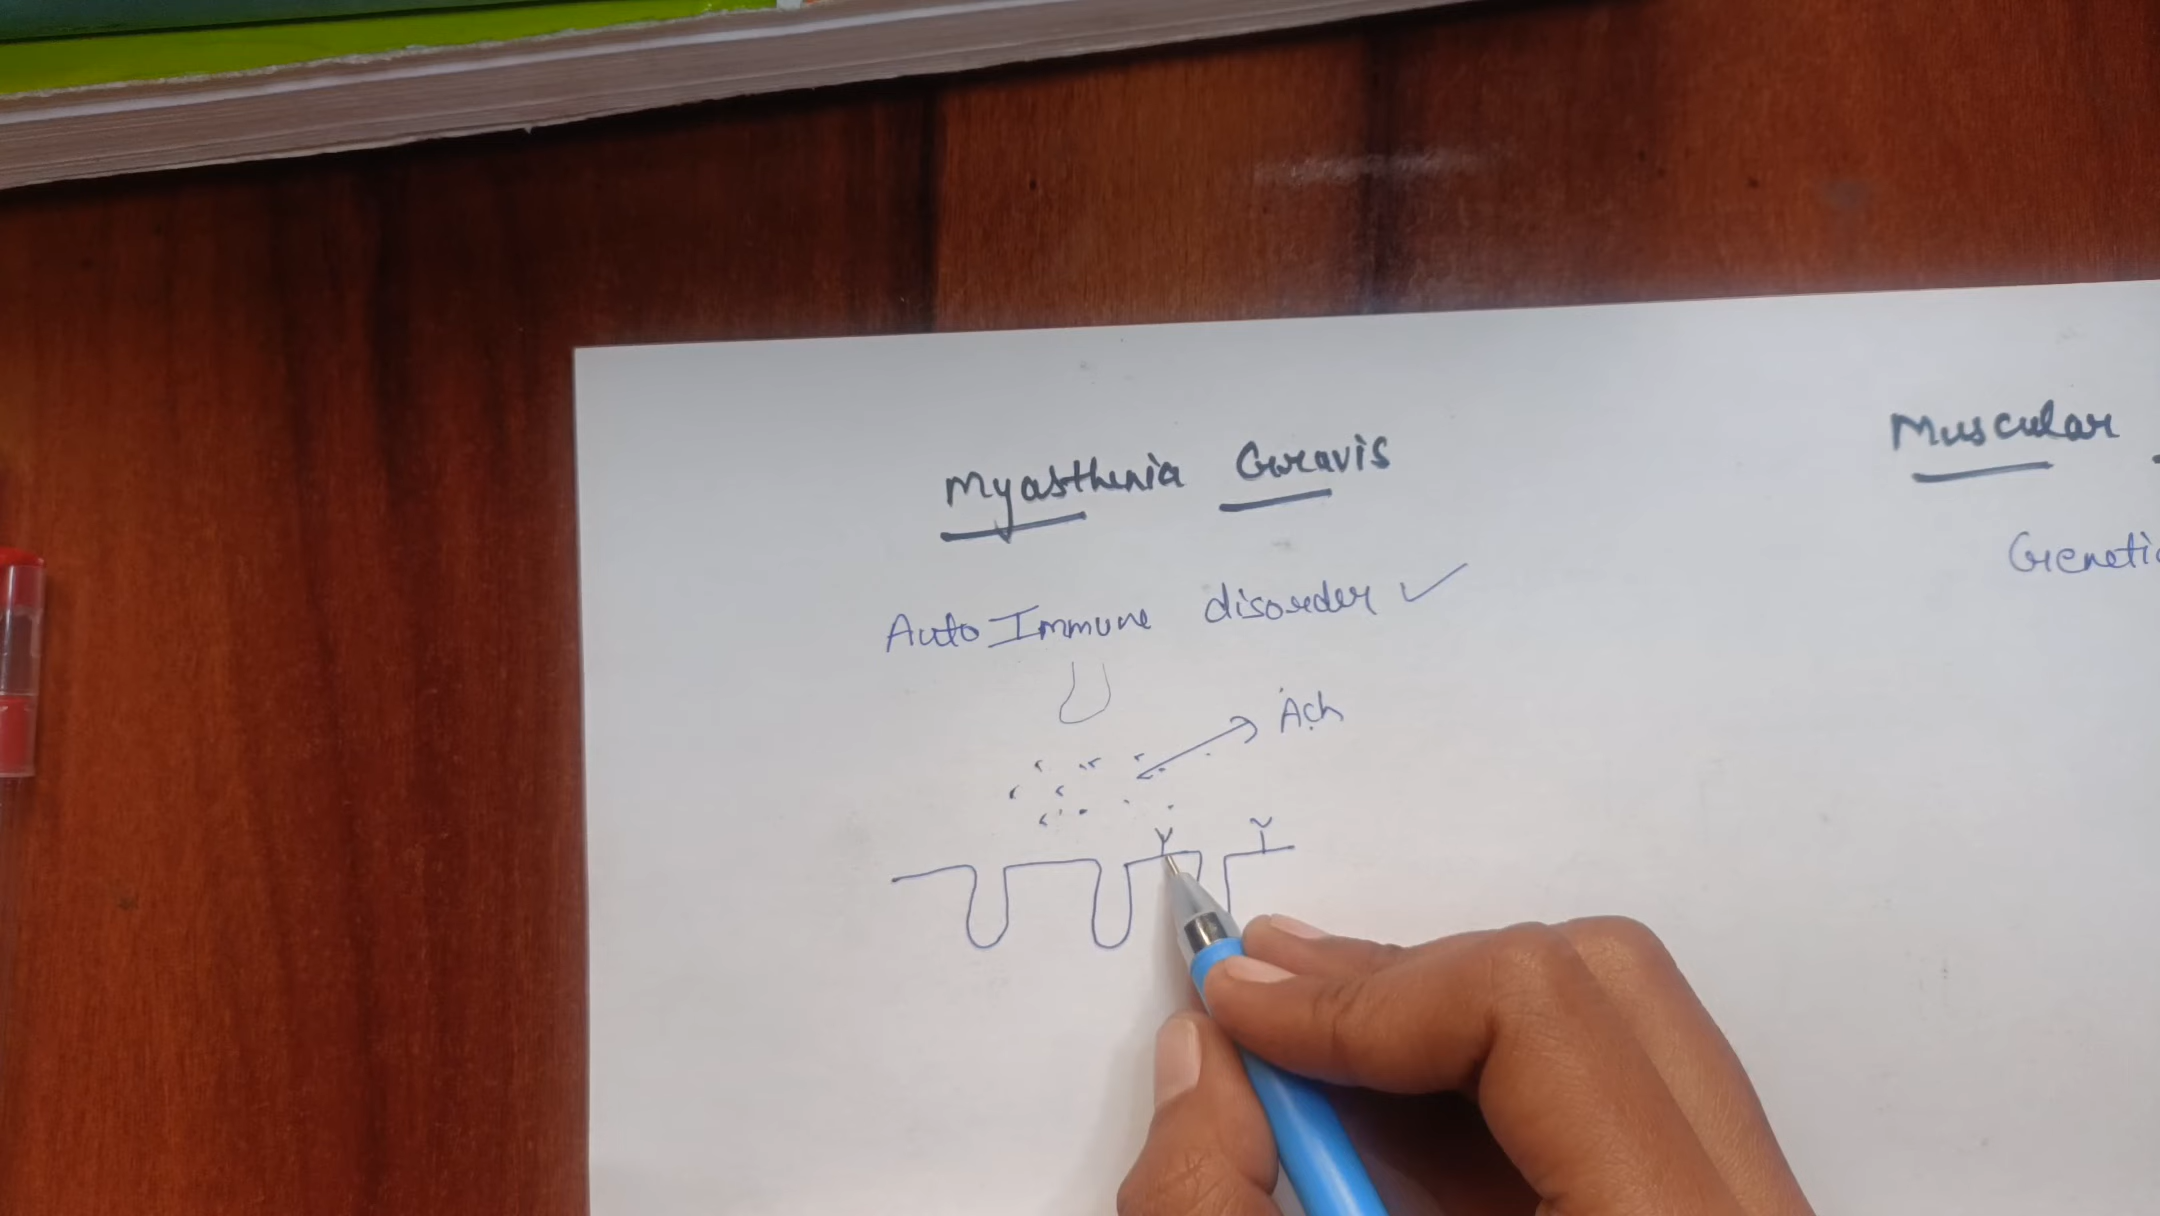 Myasthenia Gravis
Muscular
Auto Immune disorder
Genetic
Ach